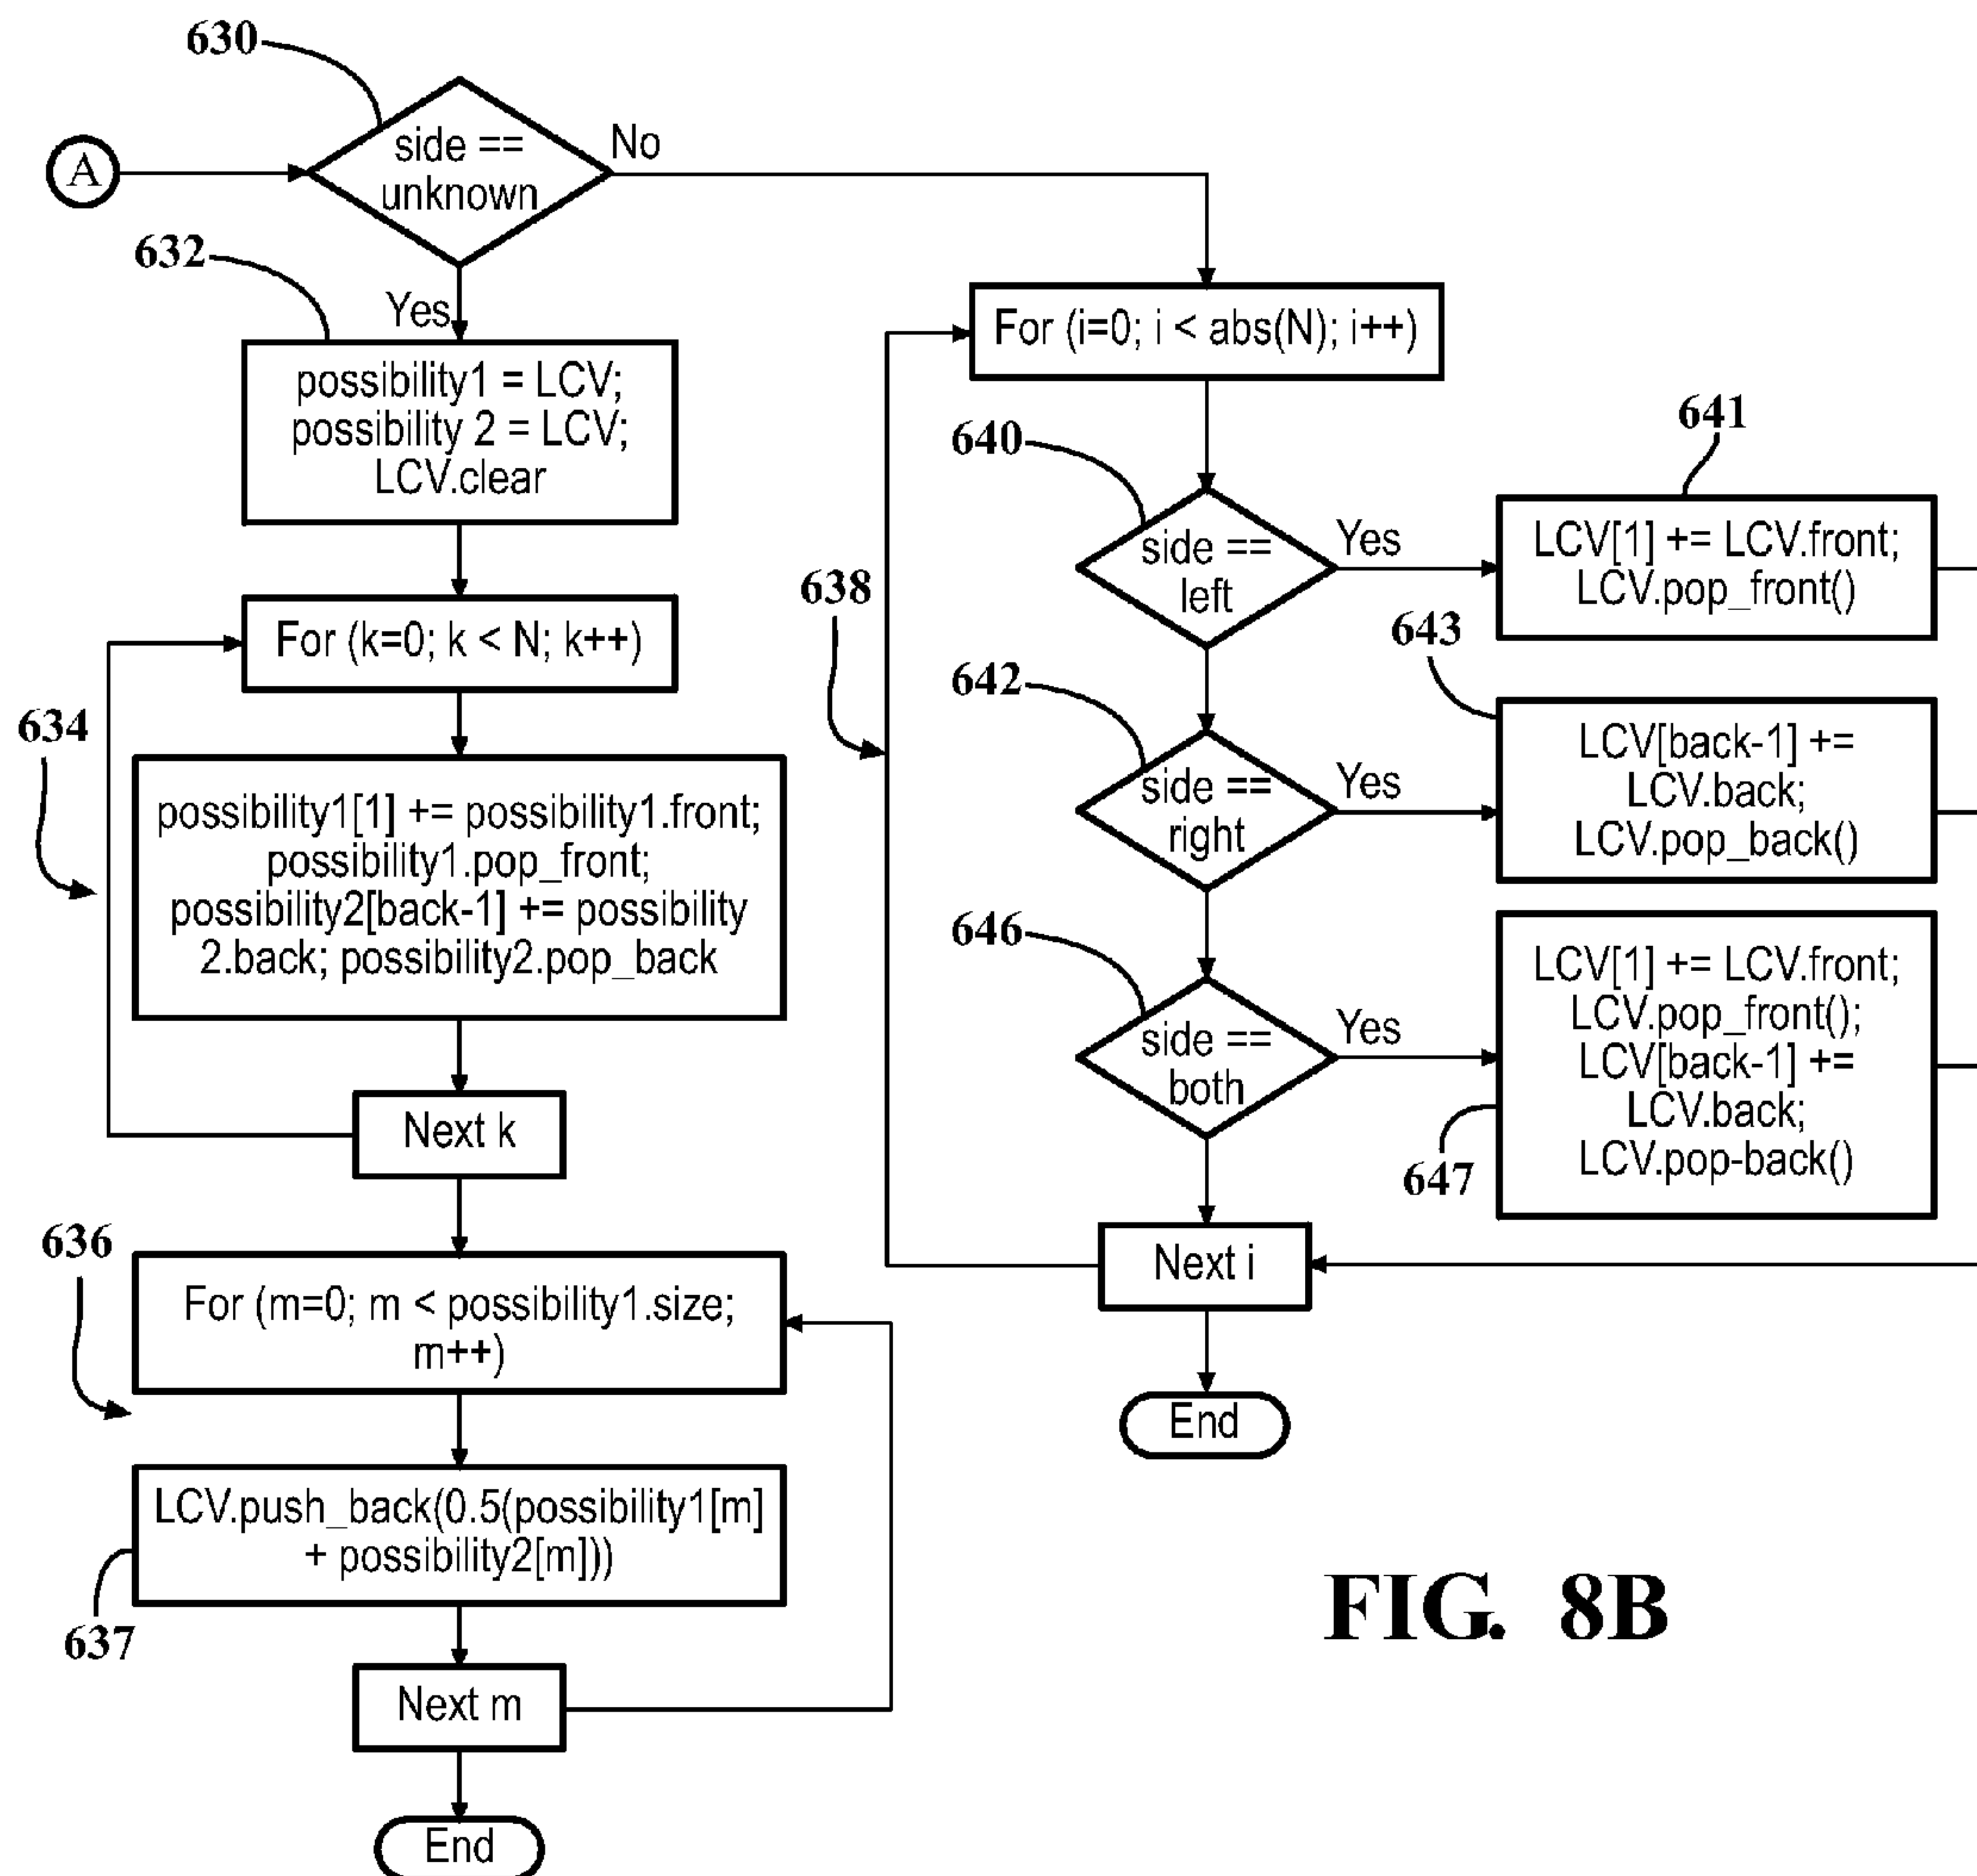 630
A
side ==
unknown
No
632
Yes
possibility1 = LCV;
possibility 2 = LCV;
LCV.clear
For (k=0; k < N; k++)
634
possibility1[1] += possibility1.front;
possibility1.pop_front;
possibility2[back-1] += possibility
2.back; possibility2.pop_back
Next k
636
For (m=0; m < possibility1.size;
m++)
LCV.push_back(0.5(possibility1[m]
+ possibility2[m]))
637
Next m
End
For (i=0; i < abs(N); i++)
638
640
side ==
left
Yes
641
LCV[1] += LCV.front;
LCV.pop_front()
642
side ==
right
Yes
643
LCV[back-1] +=
LCV.back;
LCV.pop_back()
646
side ==
both
Yes
LCV[1] += LCV.front;
LCV.pop_front();
LCV[back-1] +=
LCV.back;
LCV.pop-back()
647
Next i
End
FIG. 8B